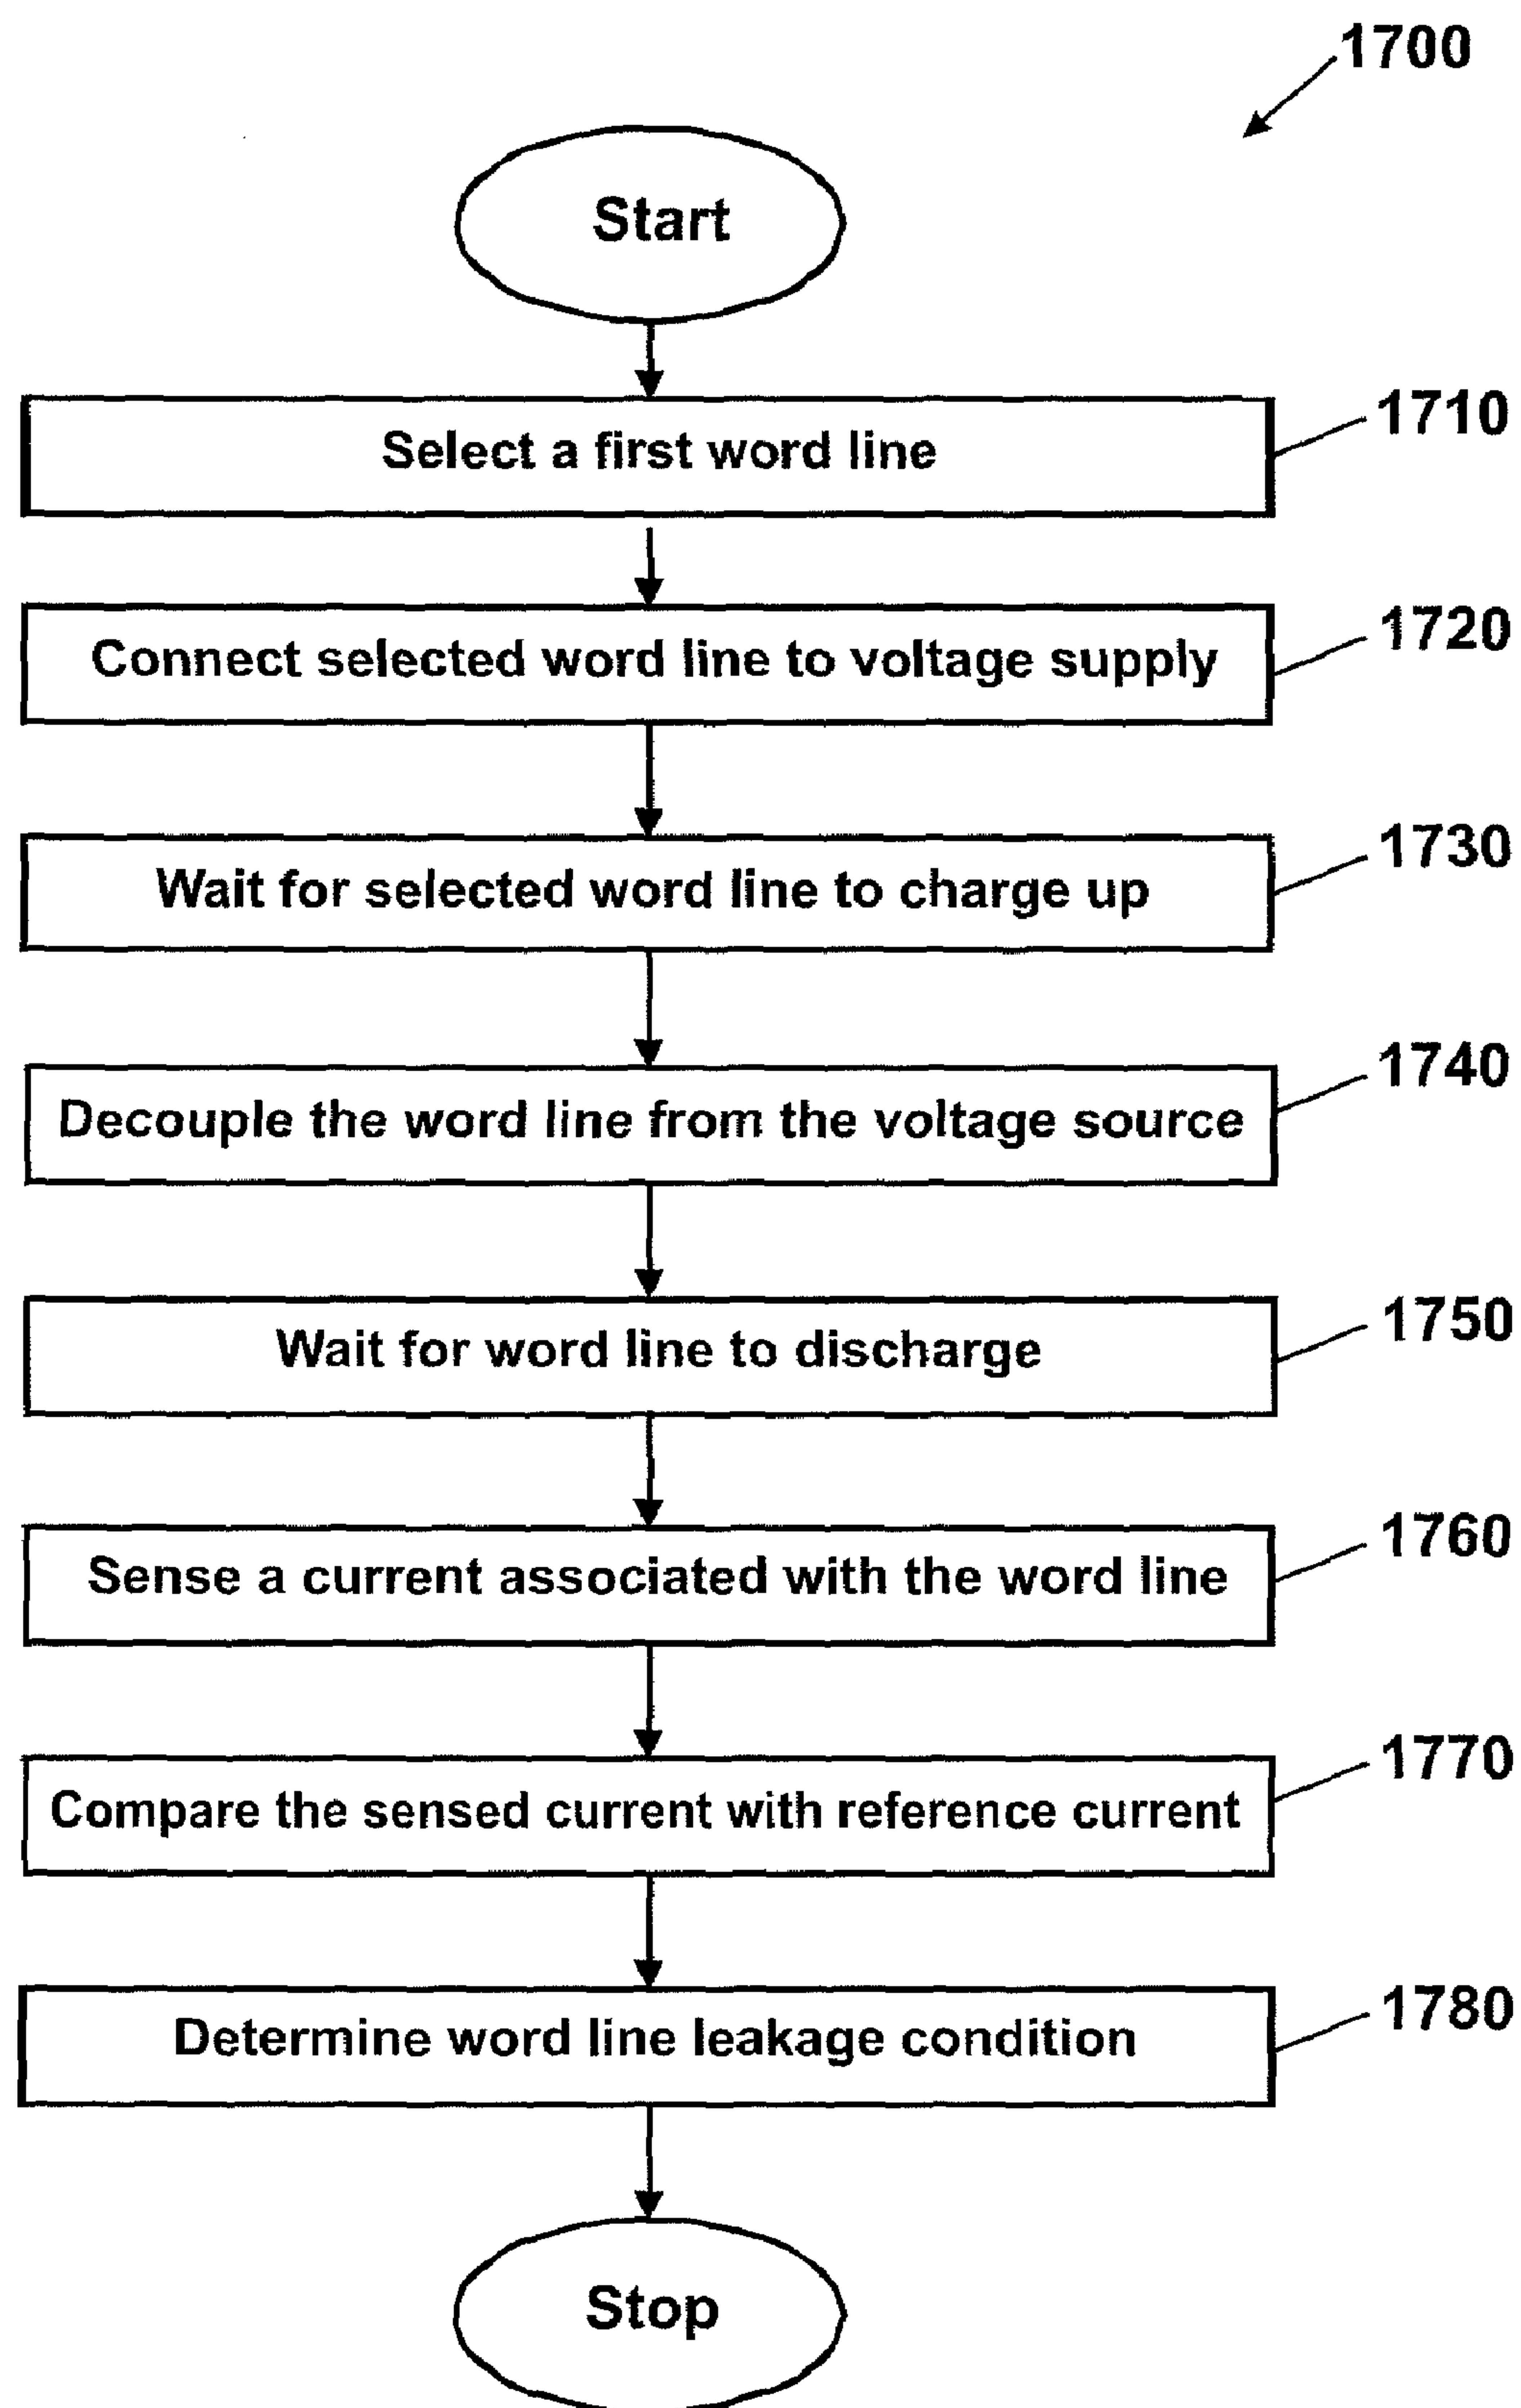 1700
Start
Select a first word line
1710
Connect selected word line to voltage supply
1720
Wait for selected word line to charge up
1730
Decouple the word line from the voltage source
1740
Wait for word line to discharge
1750
Sense a current associated with the word line
1760
Compare the sensed current with reference current
1770
Determine word line leakage condition
1780
Stop